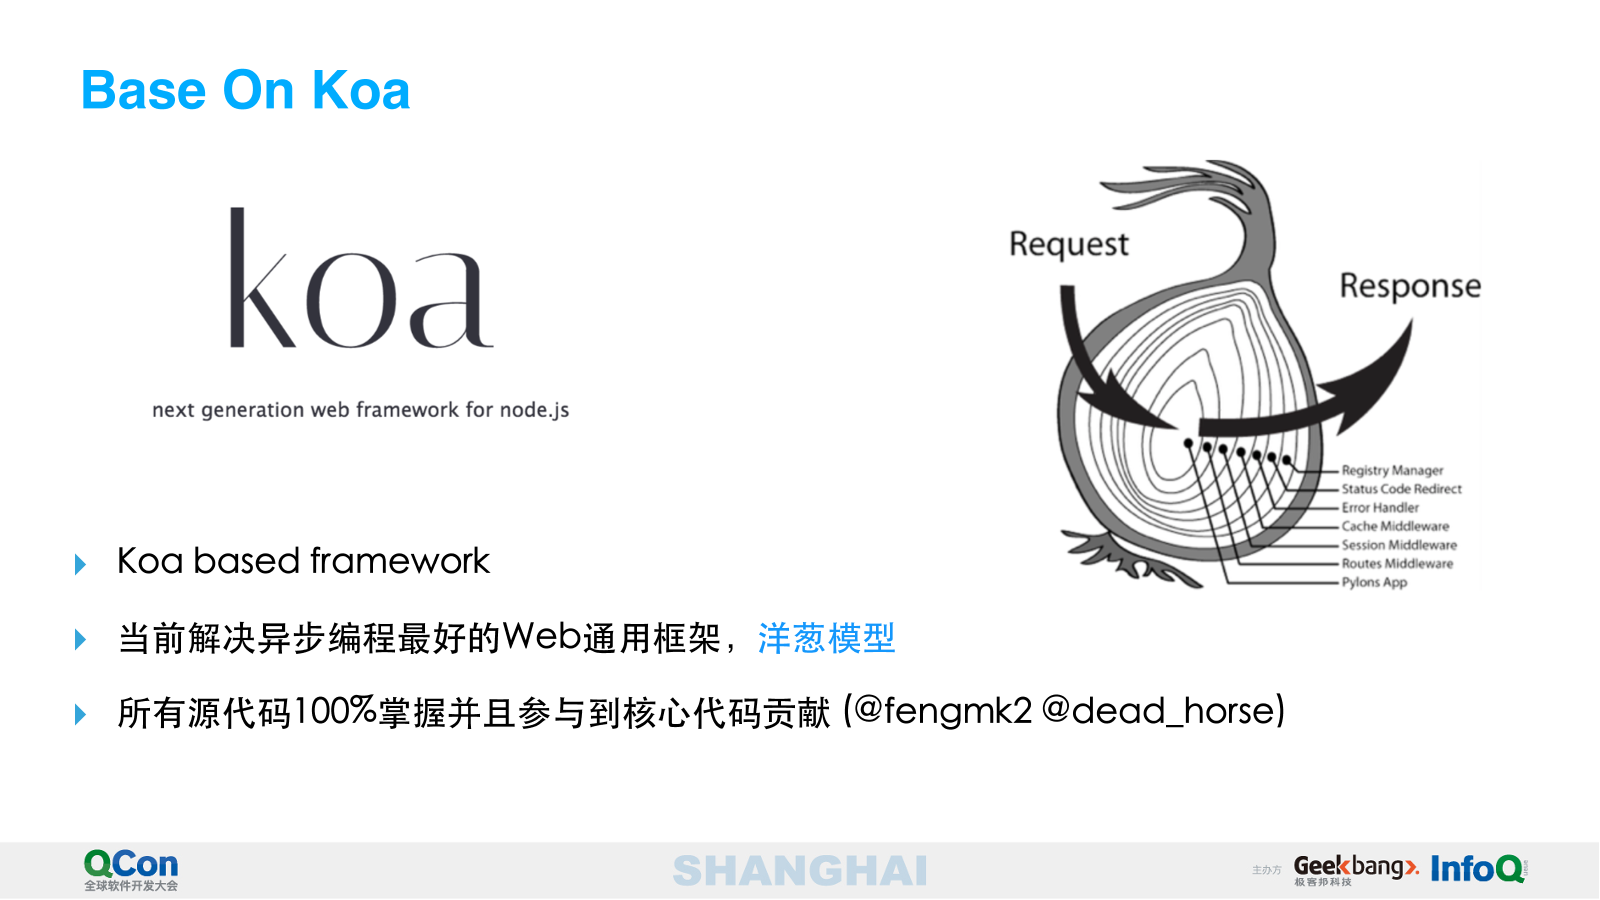 Base On Koa
koa
next generation web framework for node.js
Request
Response
Registry Manager
Status Code Redirect
Error Handler
Cache Middleware
Session Middleware
Routes Middleware
Pylons App
Koa based framework
当前解决异步编程最好的Web通用框架，洋葱模型
所有源代码100%掌握并且参与到核心代码贡献 (@fengmk2 @dead_horse)
QCon
全球软件开发大会
SHANGHAI
主办方
Geekbang>.
极客邦科技
InfoQ